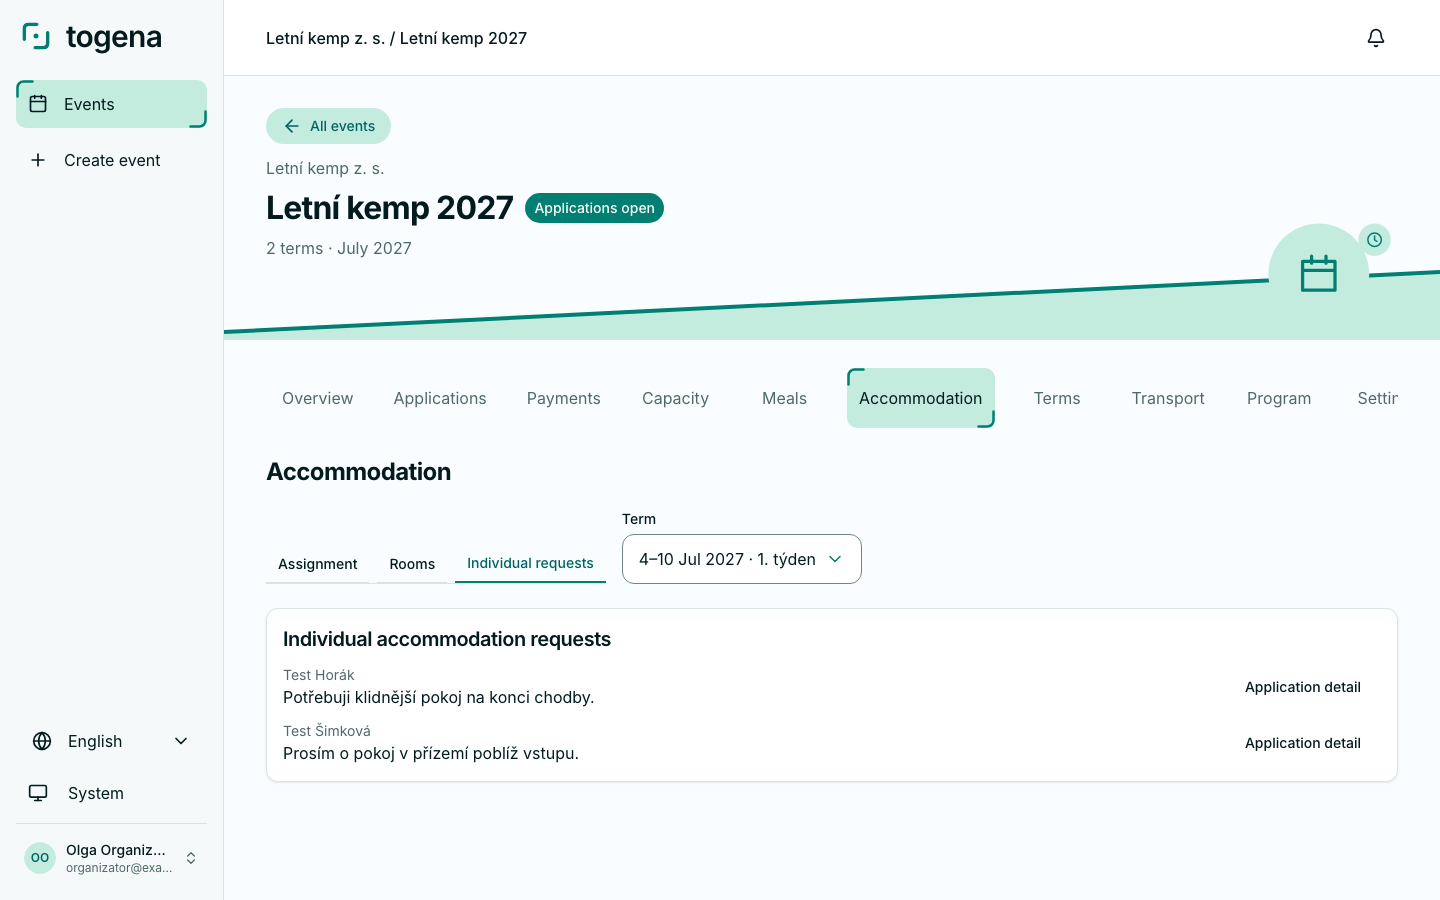 togena
Events
Create event
English
System
OO
Olga Organiz...
organizator@exa...
Letní kemp z. s. / Letní kemp 2027
All events
Letní kemp z. s.
Letní kemp 2027
Applications open
2 terms · July 2027
Overview
Applications
Payments
Capacity
Meals
Accommodation
Terms
Transport
Program
Settin
Accommodation
Assignment
Rooms
Individual requests
Term
4–10 Jul 2027 · 1. týden
Individual accommodation requests
Test Horák
Potřebuji klidnější pokoj na konci chodby.
Application detail
Test Šimková
Prosím o pokoj v přízemí poblíž vstupu.
Application detail